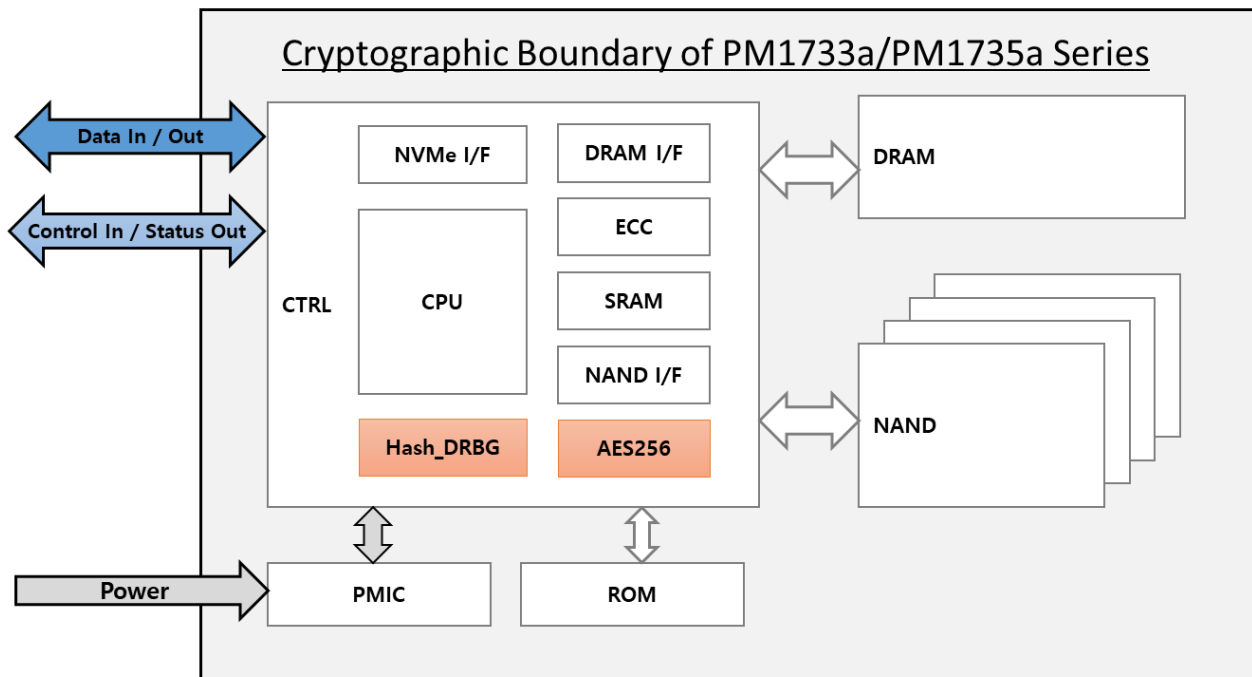 Cryptographic Boundary of PM1733a/PM1735a Series
Data In / Out
Control In / Status Out
CTRL
NVMe I/F
CPU
Hash_DRBG
DRAM I/F
ECC
SRAM
NAND I/F
AES256
DRAM
NAND
Power
PMIC
ROM